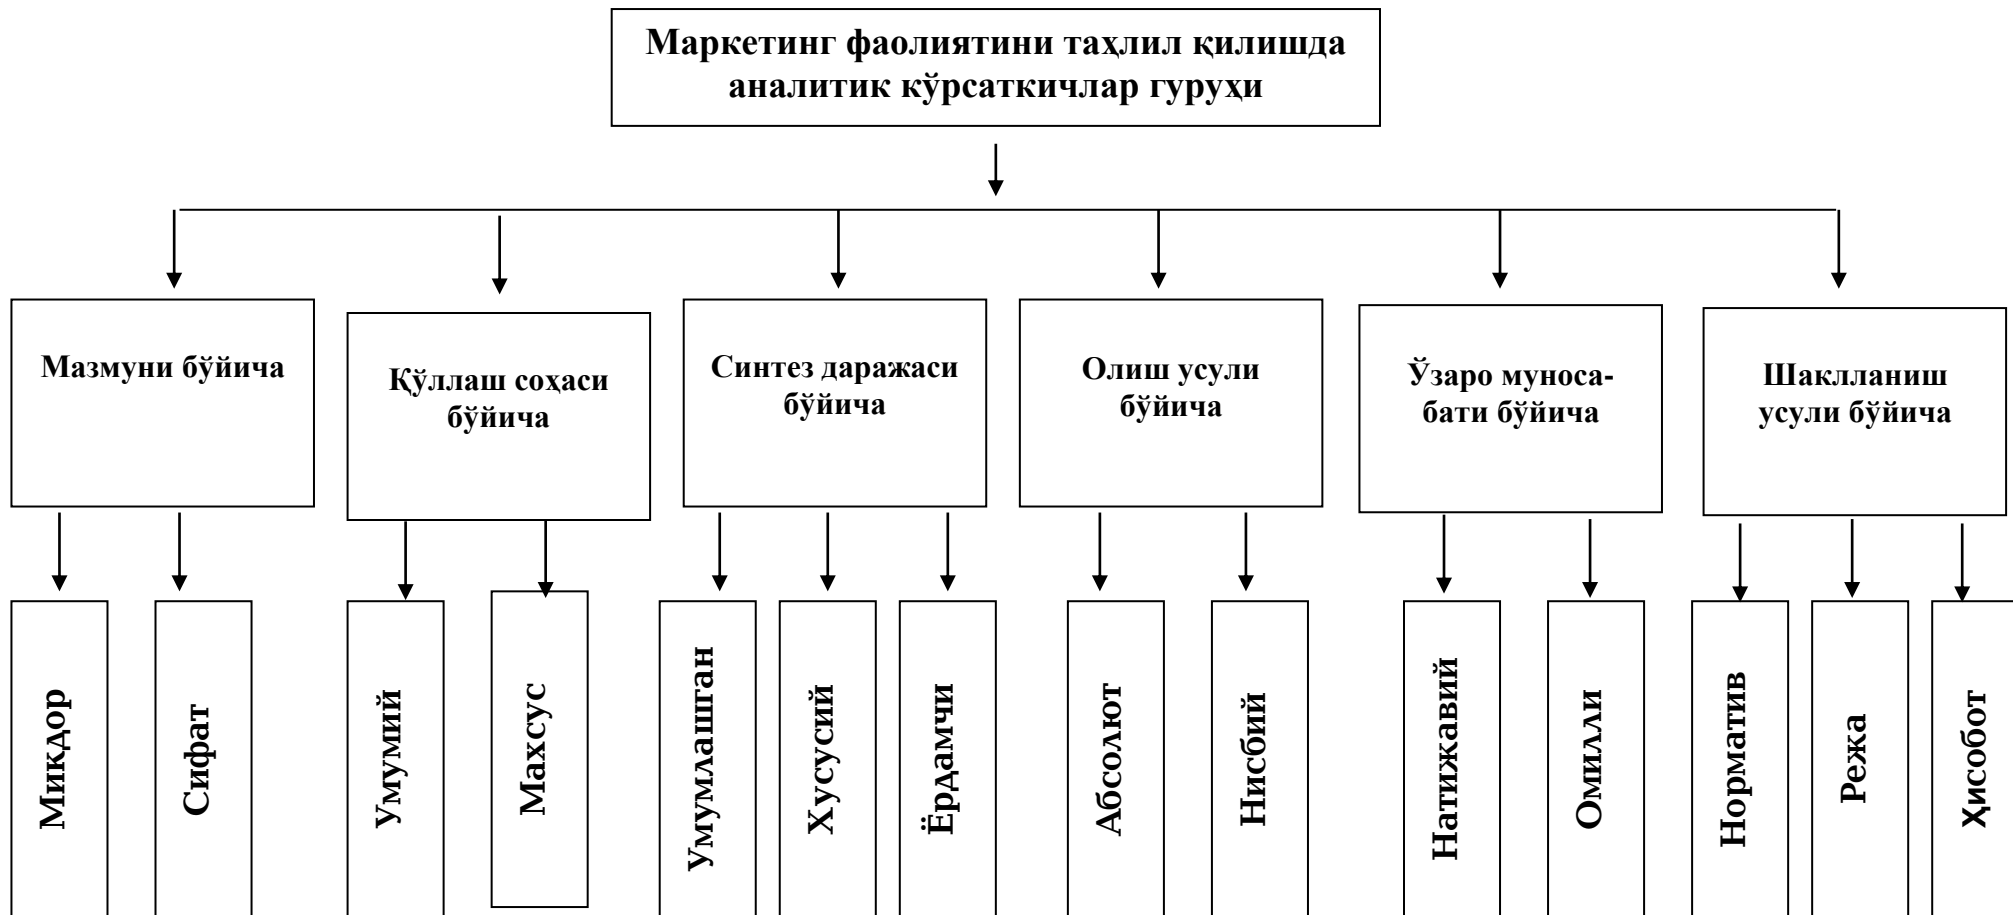 Маркетинг фаолиятини таҳлил қилишда
аналитик кўрсаткичлар гуруҳи
Мазмуни бўйича
Қўллаш соҳаси
бўйича
Синтез даражаси
бўйича
Олиш усули
бўйича
Ўзаро муноса-
бати бўйича
Шаклланиш
усули бўйича
Микдор
Сифат
Умумий
Махсус
Умумлашган
Хусусий
Ёрдамчи
Абсолют
Нисбий
Натижавий
Омилли
Норматив
Режа
Ҳисобот